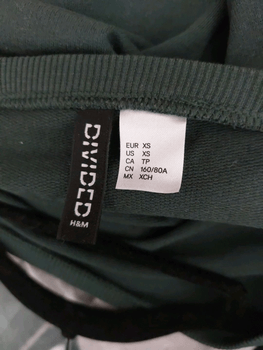 DIVIDED
H&M
EUR XS
US XS
CA TP
CN 160/80A
MX XCH